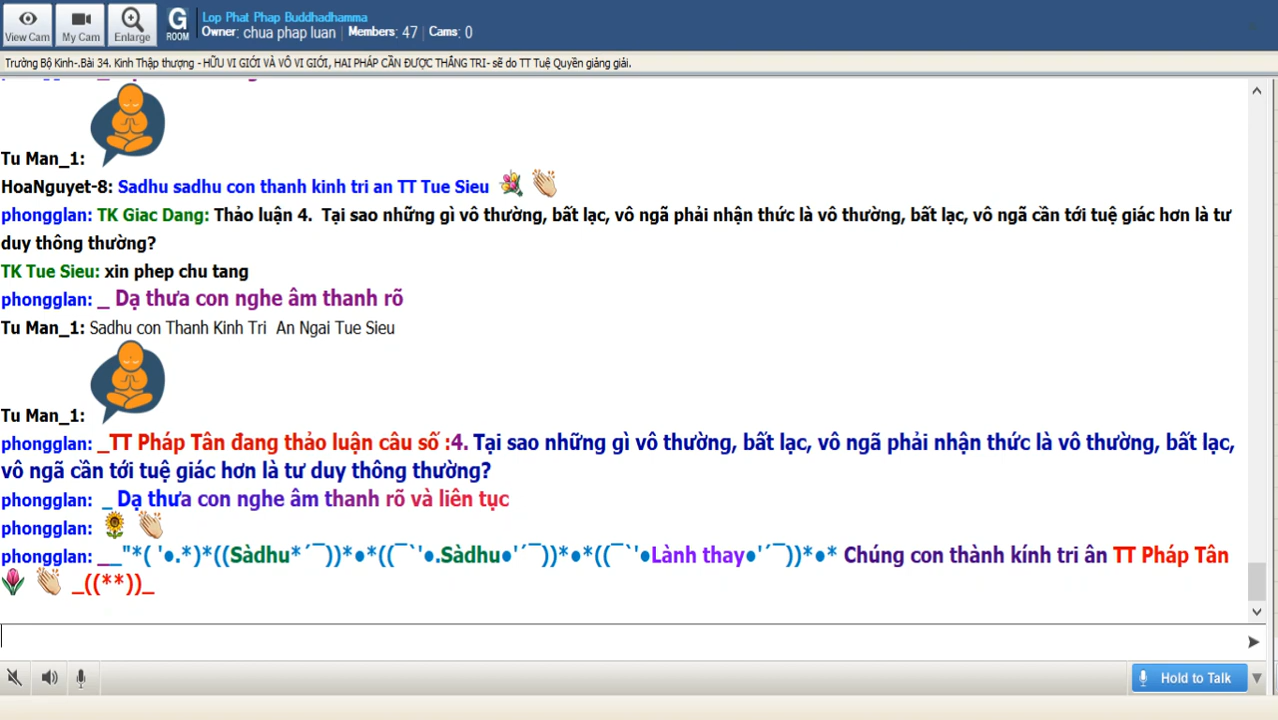 View Cam
My Cam
Enlarge
G
ROOM
Lop Phat Phap Buddhadhamma
Owner: chua phap luan | Members: 47 | Cams: 0
Trường Bộ Kinh-.Bài 34. Kinh Thập thượng - HỮU VI GIỚI VÀ VÔ VI GIỚI, HAI PHÁP CẦN ĐƯỢC THẮNG TRI- sẽ do TT Tuệ Quyền giảng giải.
Tu Man_1:
HoaNguyet-8: Sadhu sadhu con thanh kinh tri an TT Tue Sieu
phongglan: TK Giac Dang: Thảo luận 4. Tại sao những gì vô thường, bất lạc, vô ngã phải nhận thức là vô thường, bất lạc, vô ngã cần tới tuệ giác hơn là tư
duy thông thường?
TK Tue Sieu: xin phep chu tang
phongglan: _ Dạ thưa con nghe âm thanh rõ
Tu Man_1: Sadhu con Thanh Kinh Tri An Ngai Tue Sieu
Tu Man_1:
phongglan: _TT Pháp Tân đang thảo luận câu số :4. Tại sao những gì vô thường, bất lạc, vô ngã phải nhận thức là vô thường, bất lạc,
vô ngã cần tới tuệ giác hơn là tư duy thông thường?
phongglan: _ Dạ thưa con nghe âm thanh rõ và liên tục
phongglan:
phongglan: __"*( '●.*)*((Sàdhu*´¯))*●*((¯`'●.Sàdhu●'´¯))*●*((¯`'●Lành thay●'´¯))*●* Chúng con thành kính tri ân TT Pháp Tân
_((**))_
Hold to Talk